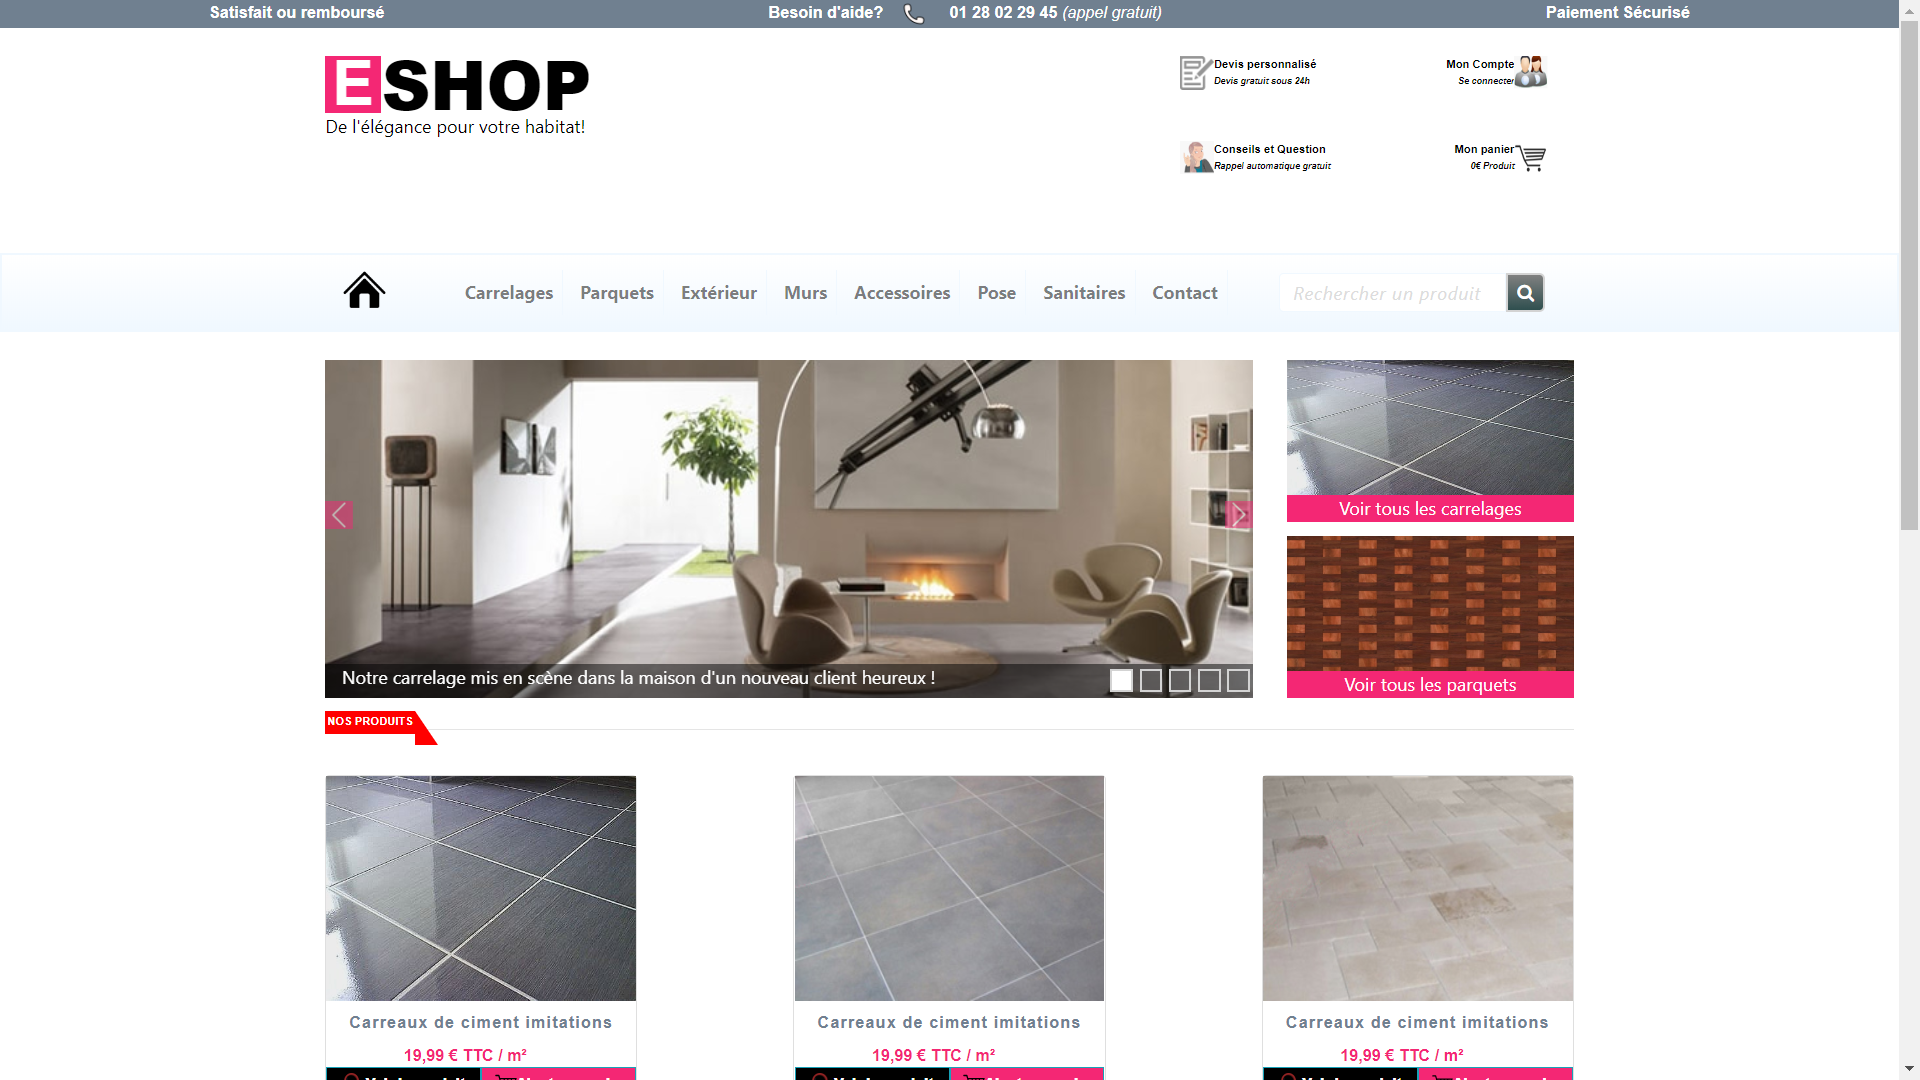 Satisfait ou remboursé
Besoin d'aide? 01 28 02 29 45 (appel gratuit)
Paiement Sécurisé
ESHOP
De l'élégance pour votre habitat!
Devis personnalisé
Devis gratuit sous 24h
Mon Compte
Se connecter
Conseils et Question
Rappel automatique gratuit
Mon panier
0€ Produit
Carrelages Parquets Extérieur Murs Accessoires Pose Sanitaires Contact
Rechercher un produit
Voir tous les carrelages
Voir tous les parquets
Notre carrelage mis en scène dans la maison d'un nouveau client heureux !
NOS PRODUITS
Carreaux de ciment imitations
19,99 € TTC / m²
Carreaux de ciment imitations
19,99 € TTC / m²
Carreaux de ciment imitations
19,99 € TTC / m²